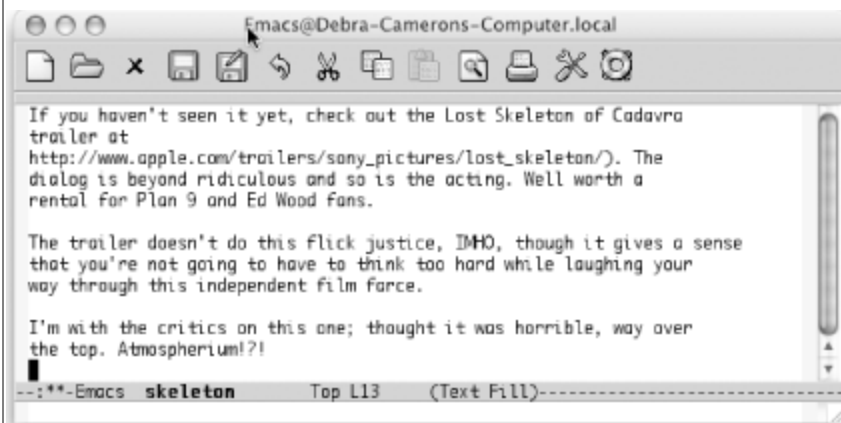 Emacs@Debra-Camerons-Computer.local
If you haven't seen it yet, check out the Lost Skeleton of Cadavra
trailer at
http://www.apple.com/trailers/sony_pictures/lost_skeleton/). The
dialog is beyond ridiculous and so is the acting. Well worth a
rental for Plan 9 and Ed Wood fans.
The trailer doesn't do this flick justice, IMHO, though it gives a sense
that you're not going to have to think too hard while laughing your
way through this independent film farce.
I'm with the critics on this one; thought it was horrible, way over
the top. Atmospherium!?!
--:**-Emacs  skeleton       Top L13     (Text Fill)-----------------------------